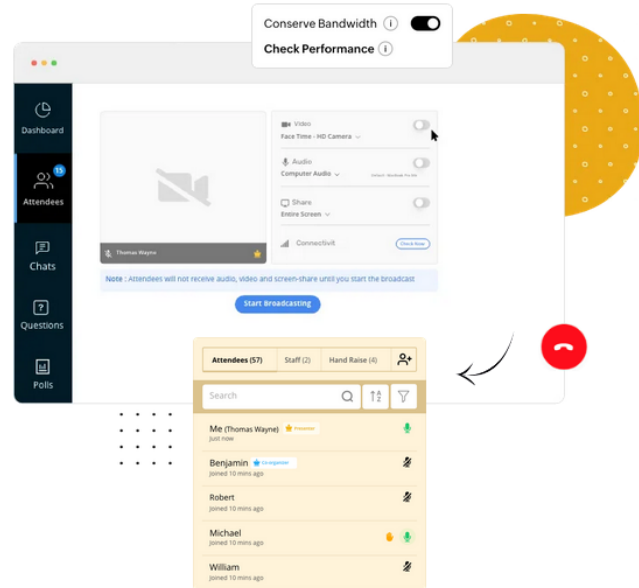 Conserve Bandwidth
Check Performance
Dashboard
15
Attendees
Chats
Questions
Polls
Video
Face Time - HD Camera
Audio
Computer Audio
Share
Entire Screen
Connectivit
Check Now
Thomas Wayne
Note : Attendees will not receive audio, video and screen-share until you start the broadcast
Start Broadcasting
Attendees (57) Staff (2) Hand Raise (4)
Search
Me (Thomas Wayne) Presenter
Just now
Benjamin Co-organizer
Joined 10 mins ago
Robert
Joined 10 mins ago
Michael
Joined 10 mins ago
William
Joined 10 mins ago